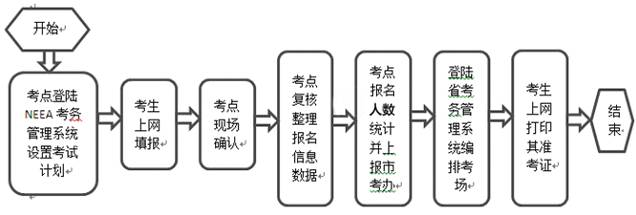 开始
考点登陆
NEEA 考务
管理系统
设置考试
计划
考生
上网
填报
考点
现场
确认
考点
复核
整理
报名
信息
数据
考点
报名
人数
统计
并上
报市
考办
登陆
省考
务管
理系
统编
排考
场
考生
上网
打印
其准
考证
结
束